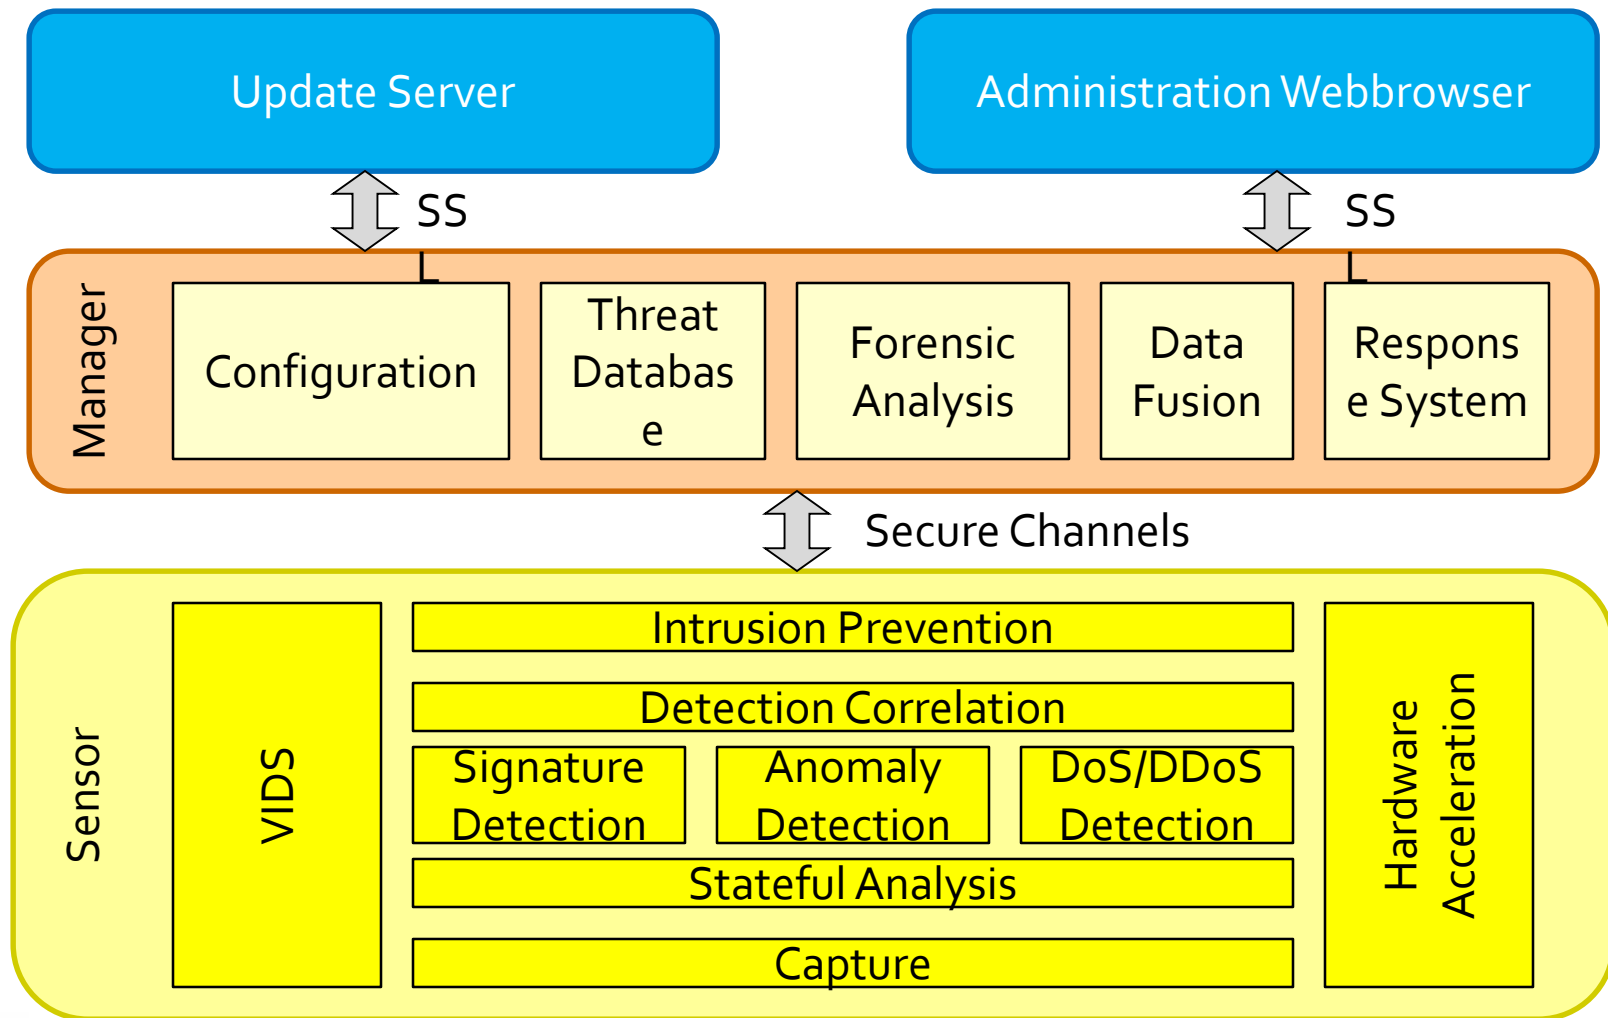 Update Server
Administration Webbrowser
SS
L
SS
L
Manager
Configuration
Threat
Databas
e
Forensic
Analysis
Data
Fusion
Respons
e System
Secure Channels
Sensor
VIDS
Intrusion Prevention
Detection Correlation
Signature
Detection
Anomaly
Detection
DoS/DDoS
Detection
Stateful Analysis
Capture
Hardware
Acceleration